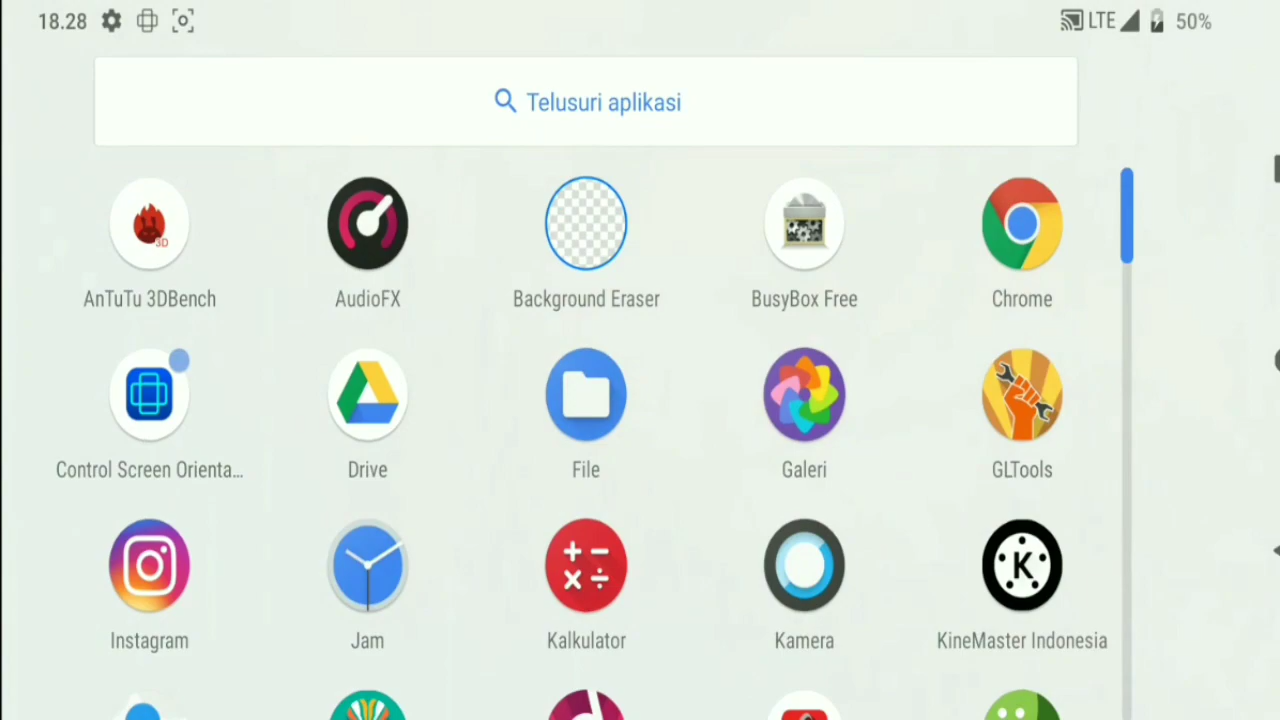 18.28
LTE 50%
Telusuri aplikasi
AnTuTu 3DBench
AudioFX
Background Eraser
BusyBox Free
Chrome
Control Screen Orienta…
Drive
File
Galeri
GLTools
Instagram
Jam
Kalkulator
Kamera
KineMaster Indonesia
3D
K